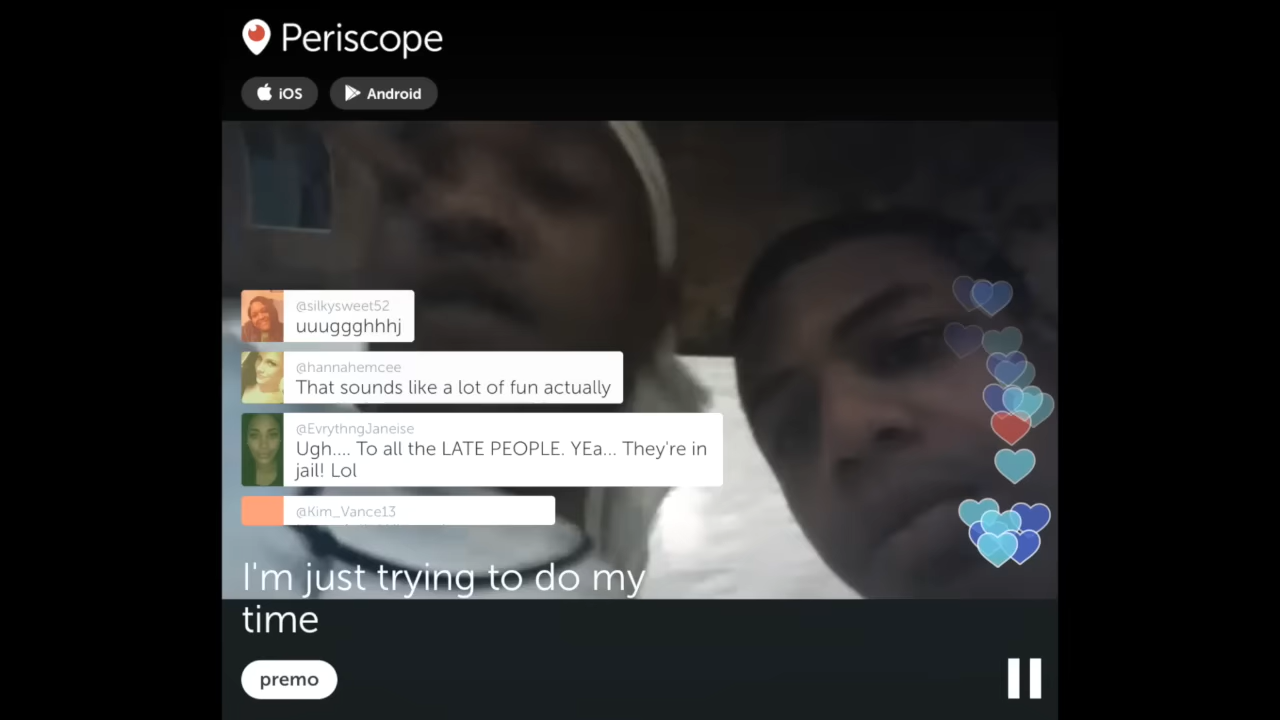 Periscope
iOS
Android
@silkysweet52
uuuggghhhj
@hannahemcee
That sounds like a lot of fun actually
@EvrythngJaneise
Ugh.... To all the LATE PEOPLE. YEa... They're in
jail! Lol
@Kim_Vance13
I'm just trying to do my
time
premo